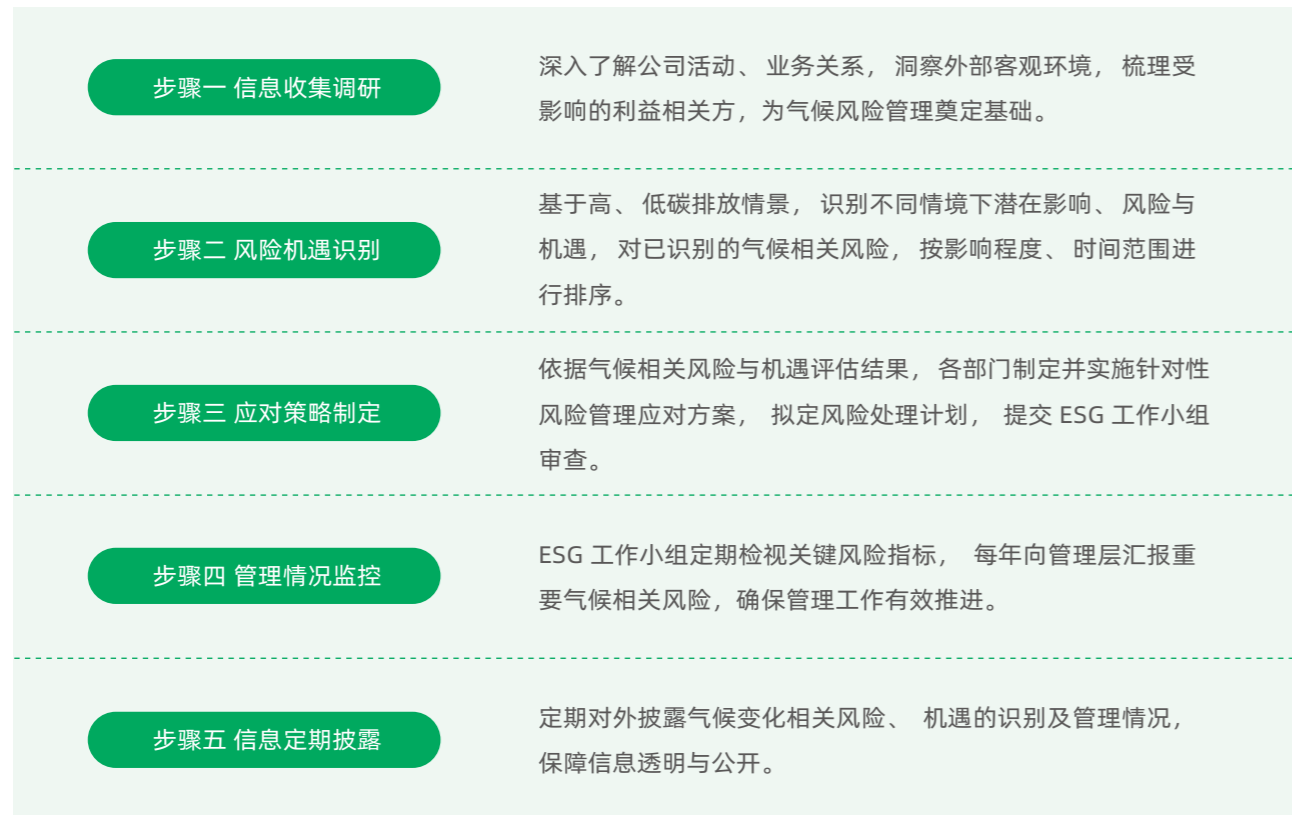 步骤一 信息收集调研
深入了解公司活动、业务关系，洞察外部客观环境，梳理受
影响的利益相关方，为气候风险管理奠定基础。
步骤二 风险机遇识别
基于高、低碳排放情景，识别不同情境下潜在影响、风险与
机遇，对已识别的气候相关风险，按影响程度、时间范围进
行排序。
步骤三 应对策略制定
依据气候相关风险与机遇评估结果，各部门制定并实施针对性
风险管理应对方案，拟定风险处理计划，提交 ESG 工作小组
审查。
步骤四 管理情况监控
ESG 工作小组定期检视关键风险指标，每年向管理层汇报重
要气候相关风险，确保管理工作有效推进。
步骤五 信息定期披露
定期对外披露气候变化相关风险、机遇的识别及管理情况，
保障信息透明与公开。